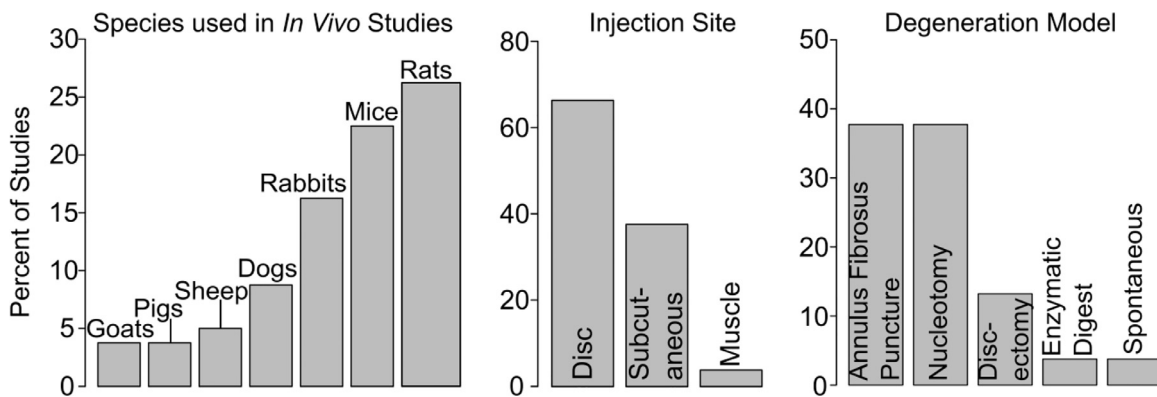 Species used in In Vivo Studies
Percent of Studies
30
25
20
15
10
5
0
Goats
Pigs
Sheep
Dogs
Rabbits
Mice
Rats
Injection Site
80
60
40
20
0
Disc
Subcut-
aneous
Muscle
Degeneration Model
50
40
30
20
10
0
Annulus Fibrosus
Puncture
Nucleotomy
Disc-
ectomy
Enzymatic
Digest
Spontaneous